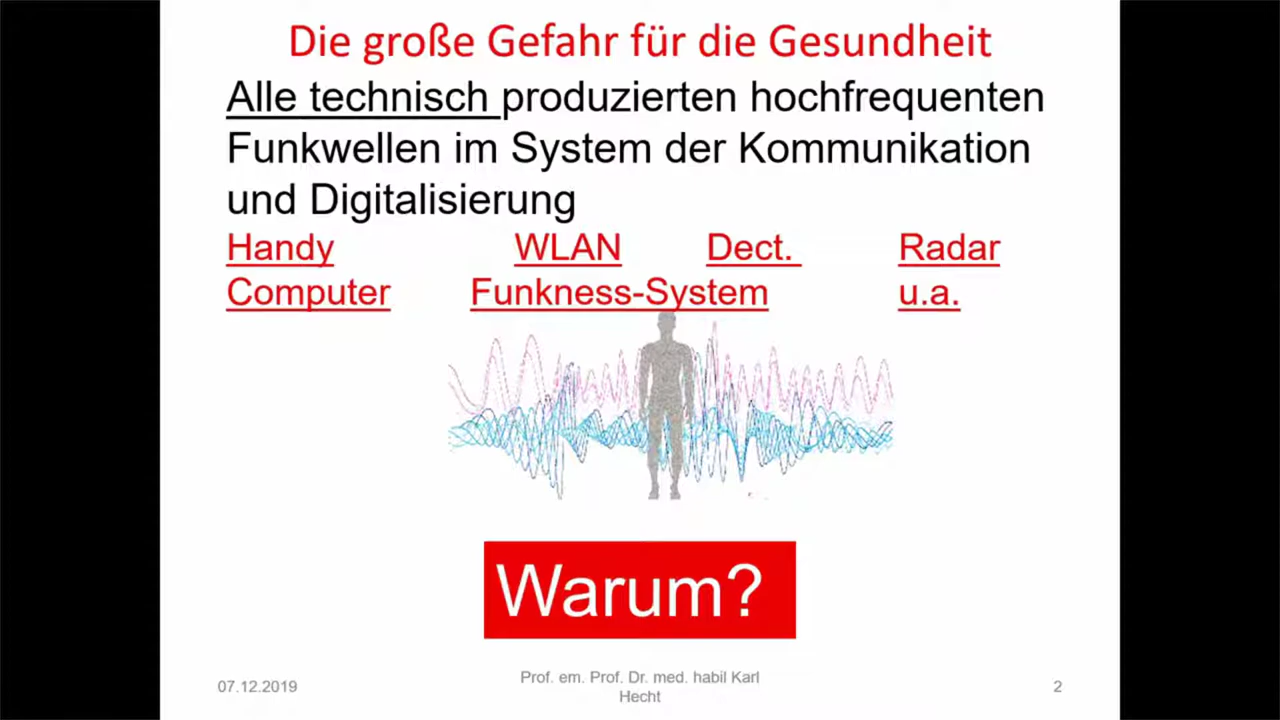 Die große Gefahr für die Gesundheit
Alle technisch produzierten hochfrequenten
Funkwellen im System der Kommunikation
und Digitalisierung
Handy WLAN Dect. Radar
Computer Funkness-System u.a.
Warum?
07.12.2019
Prof. em. Prof. Dr. med. habil Karl
Hecht
2